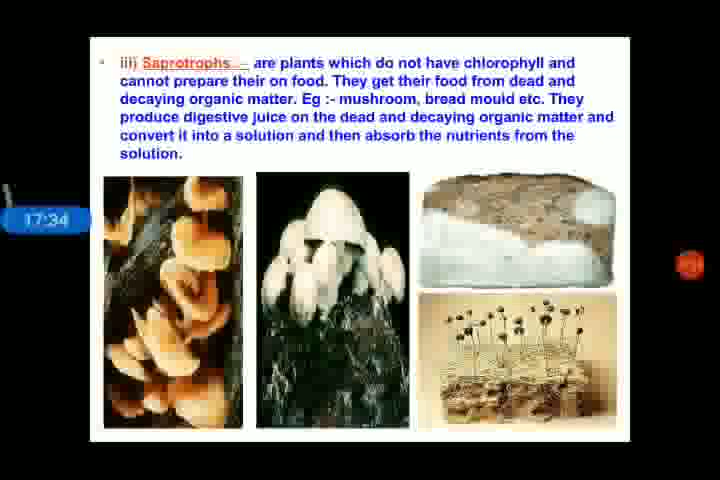 • iii) Saprotrophs :- are plants which do not have chlorophyll and
cannot prepare their on food. They get their food from dead and
decaying organic matter. Eg :- mushroom, bread mould etc. They
produce digestive juice on the dead and decaying organic matter and
convert it into a solution and then absorb the nutrients from the
solution.
17:34